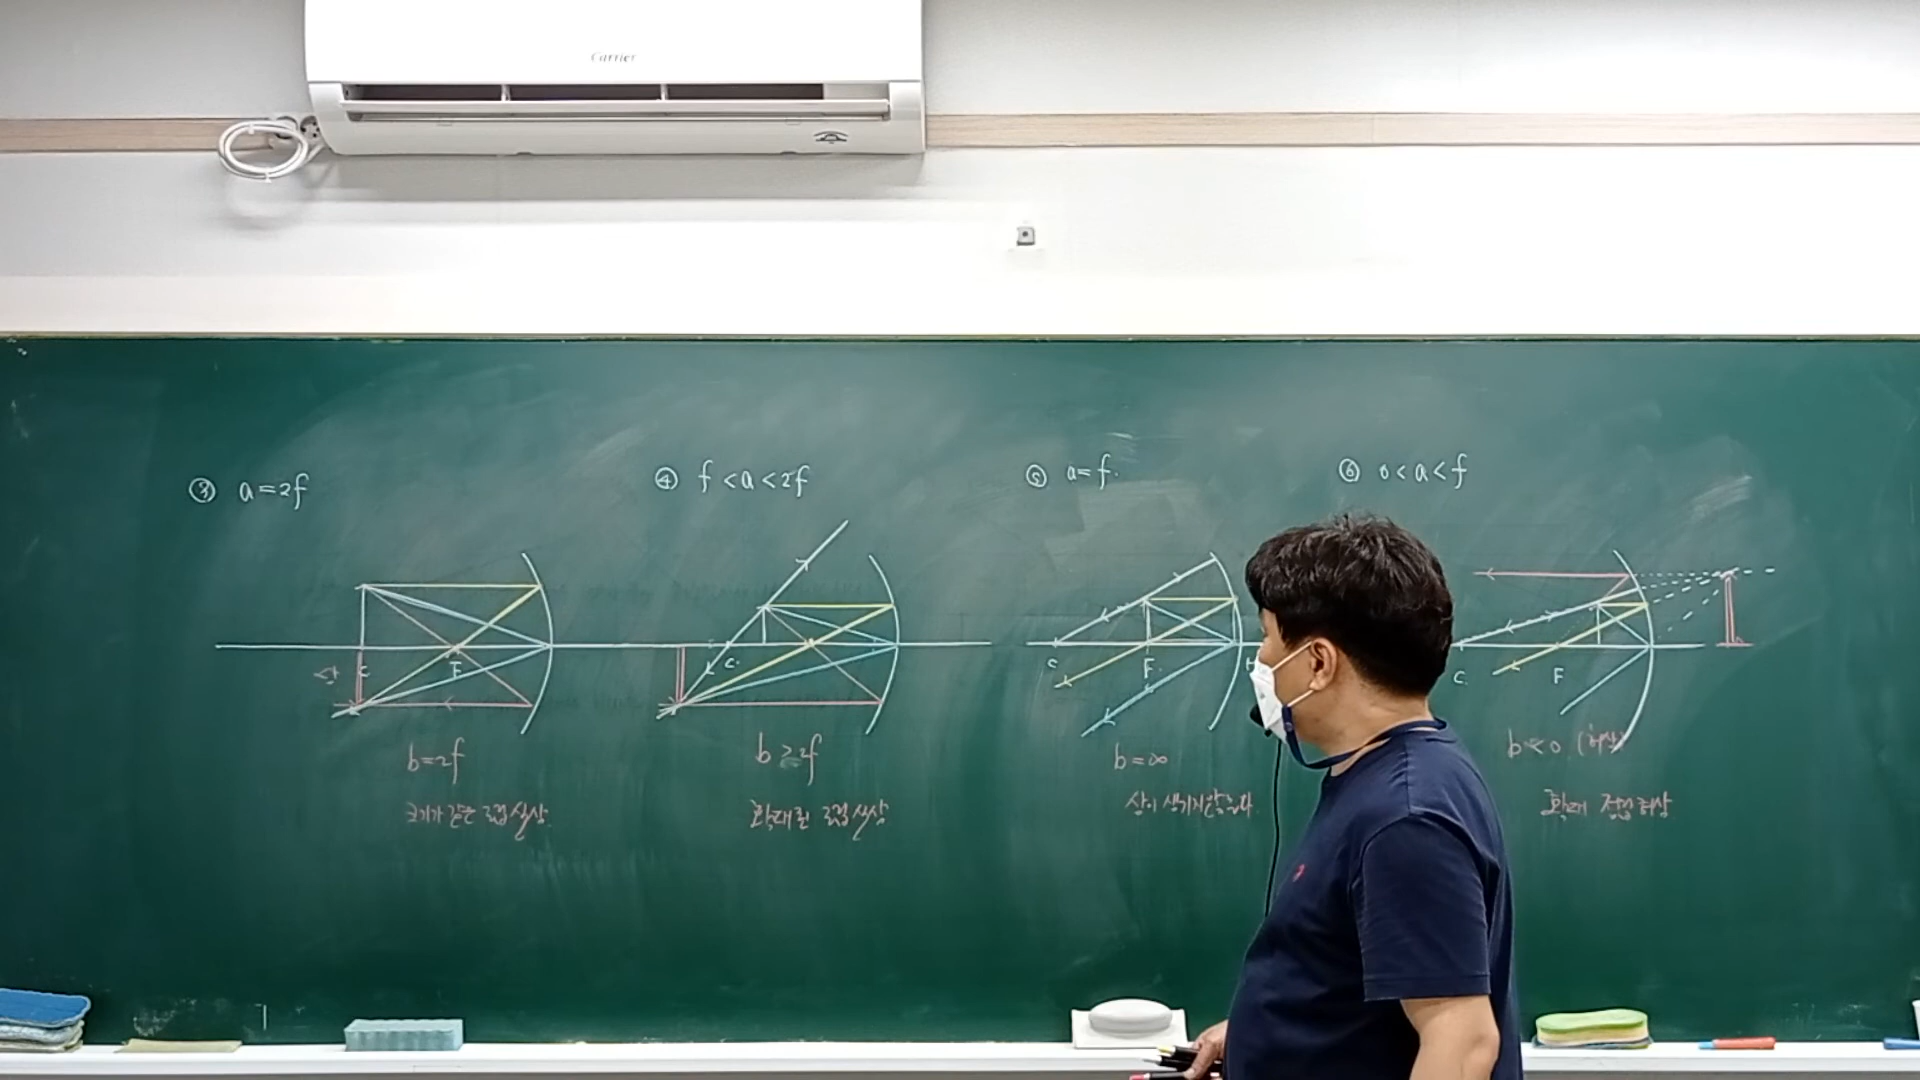 Carrier
③ a=2f
F
b=2f
크기가 같은 도립실상.
④ f<a<2f
C.
b≥2f
확대된 도립실상
⑤ a=f.
C
F.
b=∞
상이 생기지 않는다.
⑥ 0<a<f
C.
F
b<0 (허상)
확대 정립허상